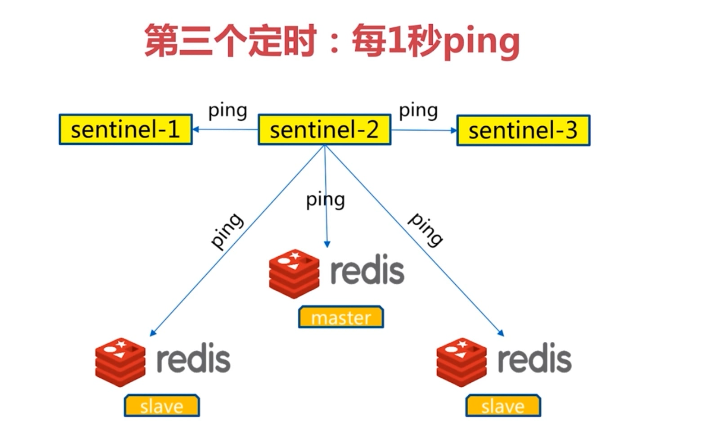 第三个定时：每1秒ping
ping
ping
sentinel-1
sentinel-2
sentinel-3
ping
ping
ping
redis
master
redis
redis
slave
slave